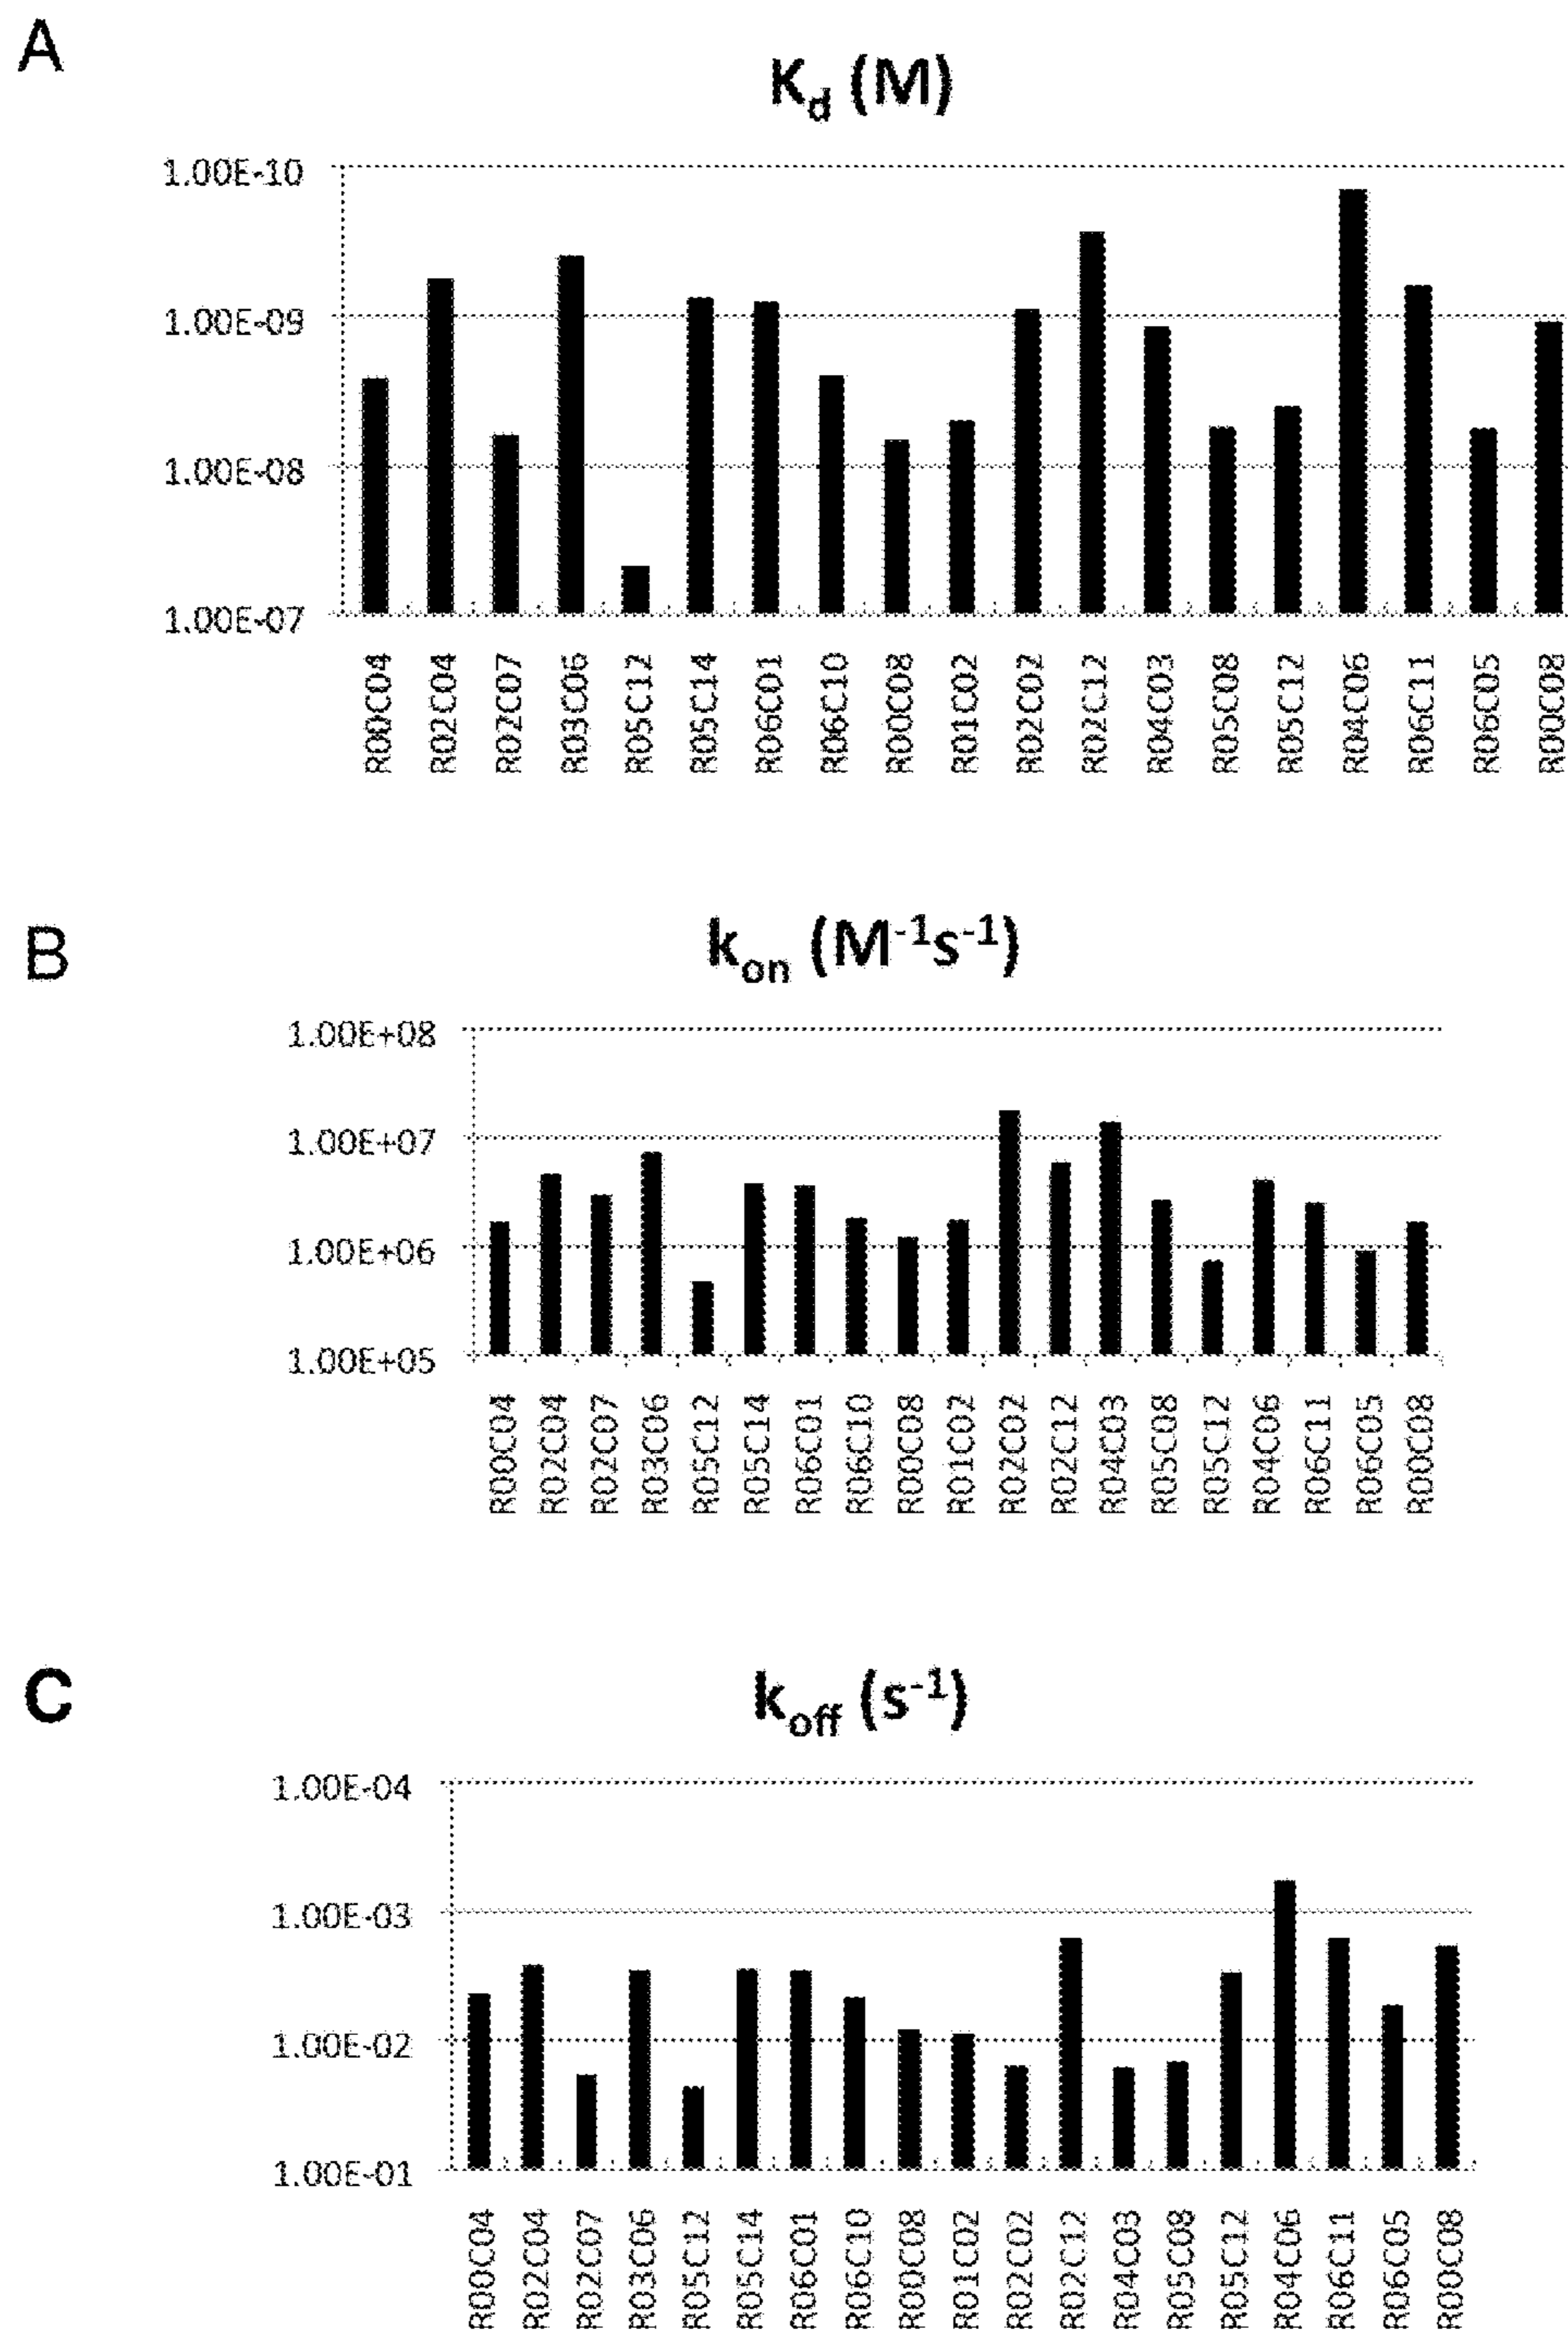 A
Kd (M)
1.00E-10
1.00E-09
1.00E-08
1.00E-07
R00C04 R02C04 R02C07 R03C06 R05C12 R05C14 R06C01 R06C10 R00C08 R01C02 R02C02 R02C12 R04C03 R05C08 R05C12 R04C06 R06C11 R06C05 R00C08
B
kon (M-1s-1)
1.00E+08
1.00E+07
1.00E+06
1.00E+05
R00C04 R02C04 R02C07 R03C06 R05C12 R05C14 R06C01 R06C10 R00C08 R01C02 R02C02 R02C12 R04C03 R05C08 R05C12 R04C06 R06C11 R06C05 R00C08
C
koff (s-1)
1.00E-04
1.00E-03
1.00E-02
1.00E-01
R00C04 R02C04 R02C07 R03C06 R05C12 R05C14 R06C01 R06C10 R00C08 R01C02 R02C02 R02C12 R04C03 R05C08 R05C12 R04C06 R06C11 R06C05 R00C08